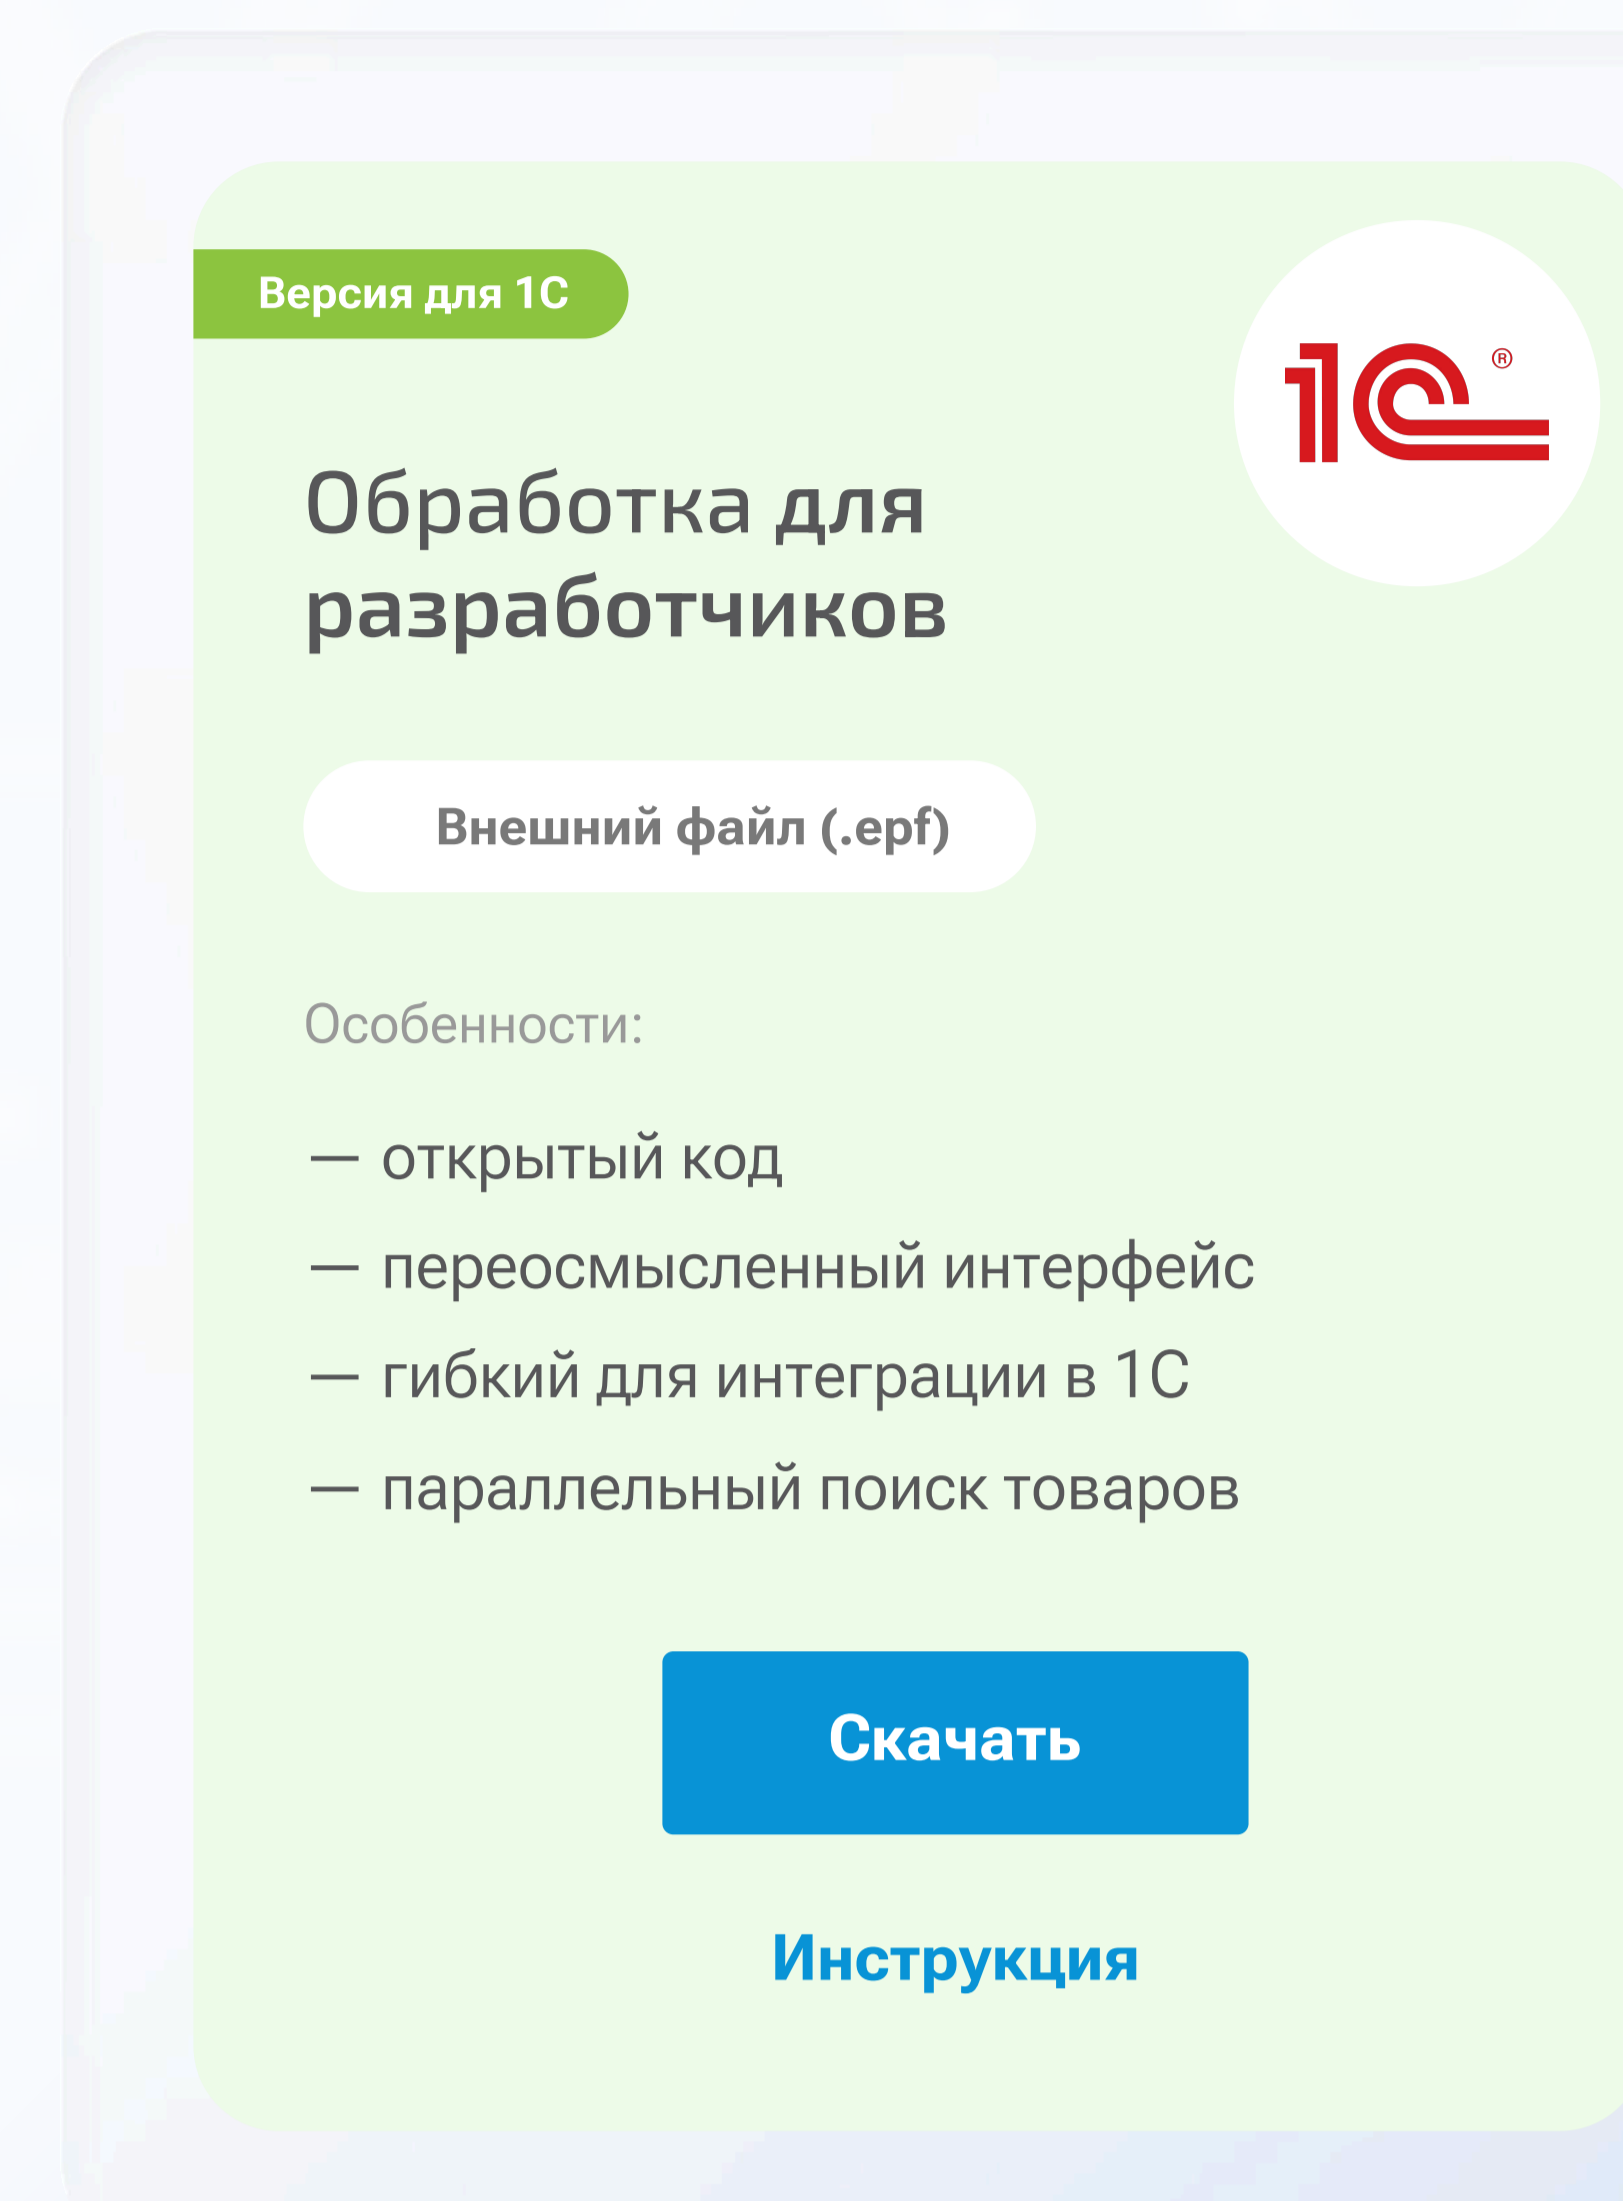 Версия для 1С
1С ®
Обработка для
разработчиков
Внешний файл (.epf)
Особенности:
— открытый код
— переосмысленный интерфейс
— гибкий для интеграции в 1С
— параллельный поиск товаров
Скачать
Инструкция